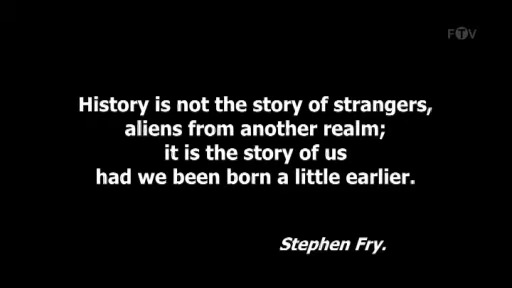 FTV
History is not the story of strangers,
aliens from another realm;
it is the story of us
had we been born a little earlier.
Stephen Fry.